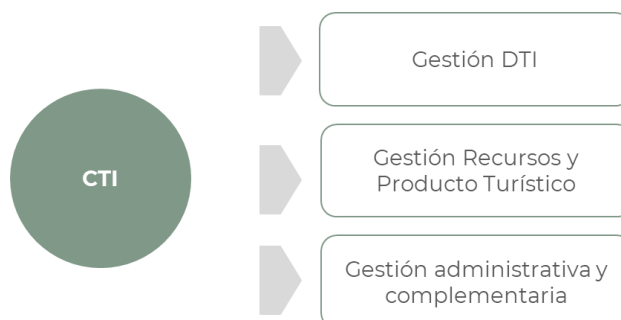 Gestión DTI
CTI
Gestión Recursos y
Producto Turístico
Gestión administrativa y
complementaria